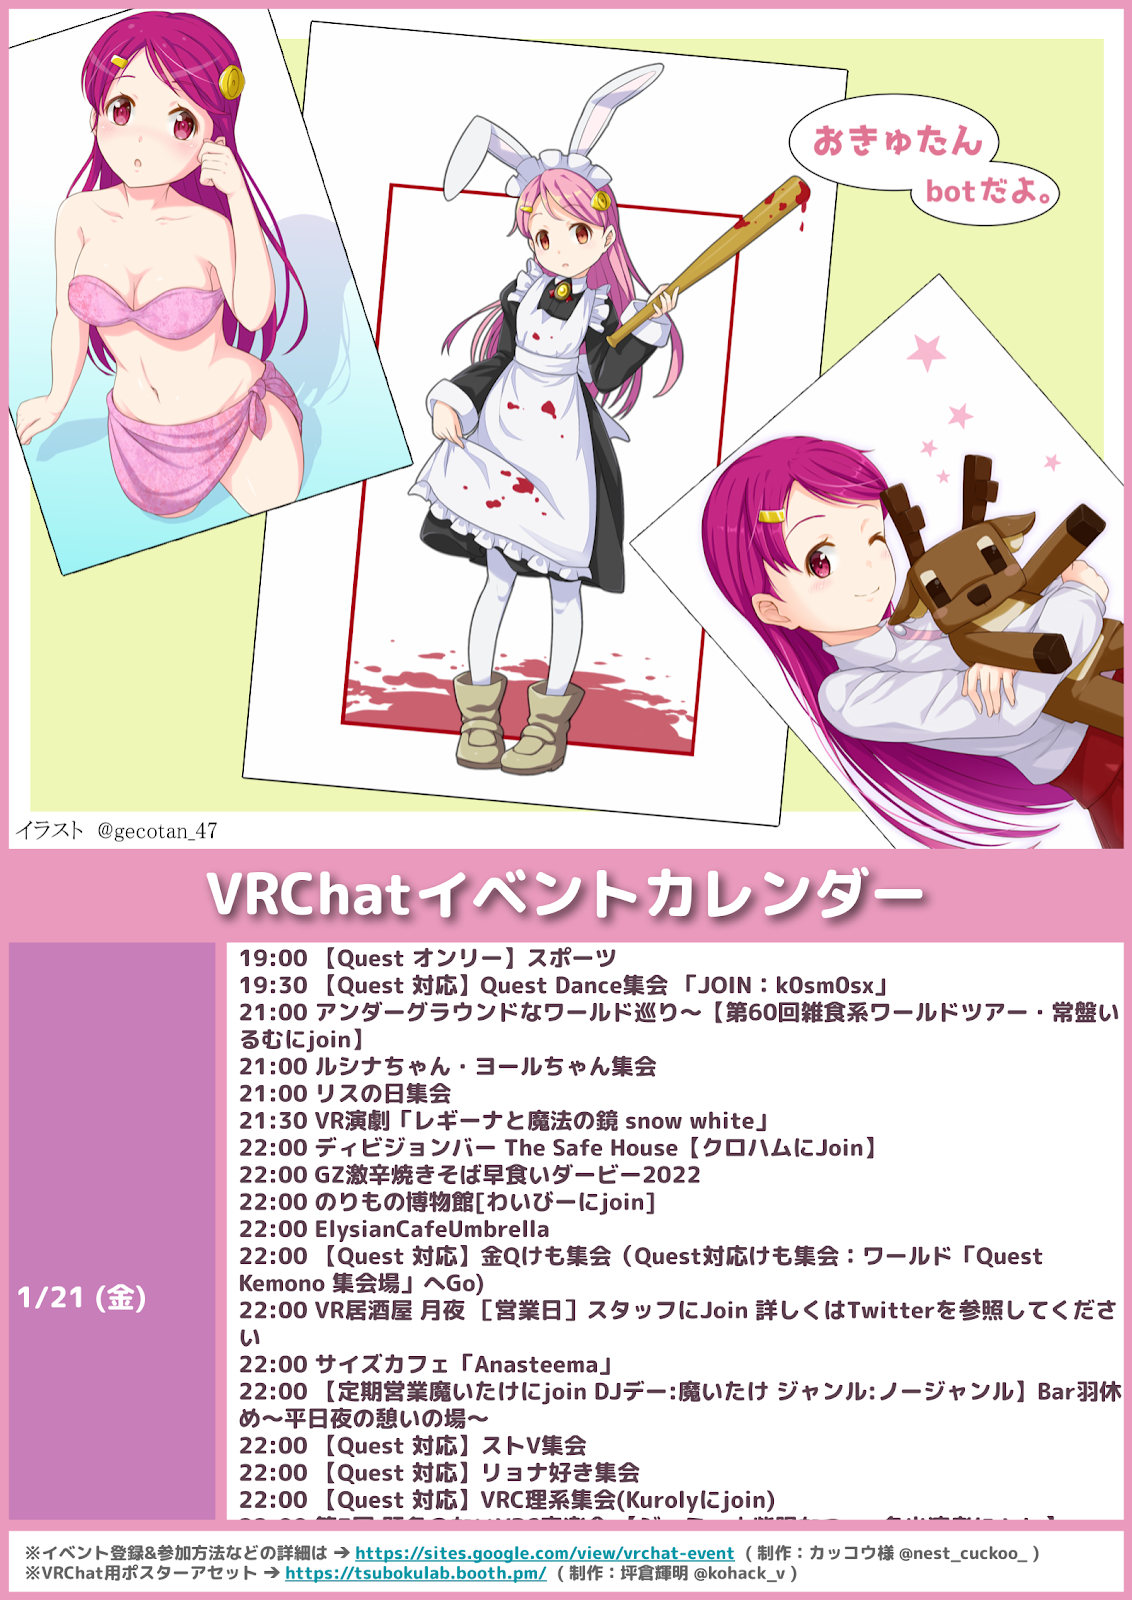 おきゅたん
botだよ。
イラスト @gecotan_47
VRChatイベントカレンダー
1/21 (金)
19:00 【Quest オンリー】スポーツ
19:30 【Quest 対応】Quest Dance集会 「JOIN：k0sm0sx」
21:00 アンダーグラウンドなワールド巡り～【第60回雑食系ワールドツアー・常盤い
るむにjoin】
21:00 ルシナちゃん・ヨールちゃん集会
21:00 リスの日集会
21:30 VR演劇「レギーナと魔法の鏡 snow white」
22:00 ディビジョンバー The Safe House【クロハムにJoin】
22:00 GZ激辛焼きそば早食いダービー2022
22:00 のりもの博物館[わいびーにjoin]
22:00 ElysianCafeUmbrella
22:00 【Quest 対応】金Qけも集会（Quest対応けも集会：ワールド「Quest
Kemono 集会場」へGo)
22:00 VR居酒屋 月夜 ［営業日］スタッフにJoin 詳しくはTwitterを参照してくださ
い
22:00 サイズカフェ「Anasteema」
22:00 【定期営業魔いたけにjoin DJデー:魔いたけ ジャンル:ノージャンル】Bar羽休
め～平日夜の憩いの場～
22:00 【Quest 対応】ストV集会
22:00 【Quest 対応】リョナ好き集会
22:00 【Quest 対応】VRC理系集会(Kurolyにjoin)
※イベント登録&参加方法などの詳細は → https://sites.google.com/view/vrchat-event ( 制作：カッコウ様 @nest_cuckoo_ )
※VRChat用ポスターアセット → https://tsubokulab.booth.pm/ ( 制作：坪倉輝明 @kohack_v )